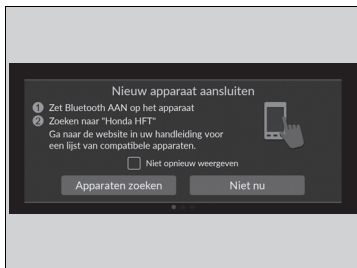 Nieuw apparaat aansluiten
1 Zet Bluetooth AAN op het apparaat
2 Zoeken naar "Honda HFT"
Ga naar de website in uw handleiding voor
een lijst van compatibele apparaten.
Niet opnieuw weergeven
Apparaten zoeken Niet nu